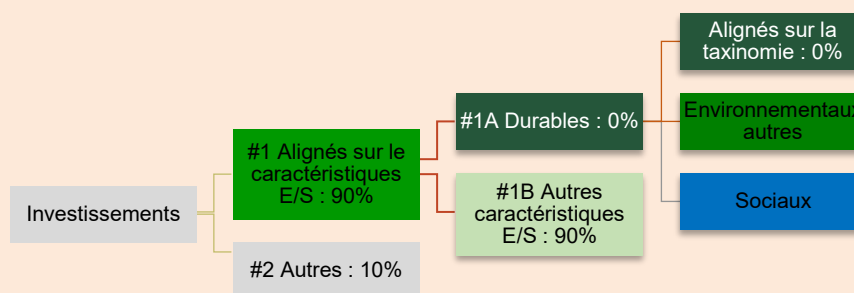 Investissements
#1 Alignés sur le
caractéristiques
E/S : 90%
#2 Autres : 10%
#1A Durables : 0%
#1B Autres
caractéristiques
E/S : 90%
Alignés sur la
taxinomie : 0%
Environnementaux
autres
Sociaux